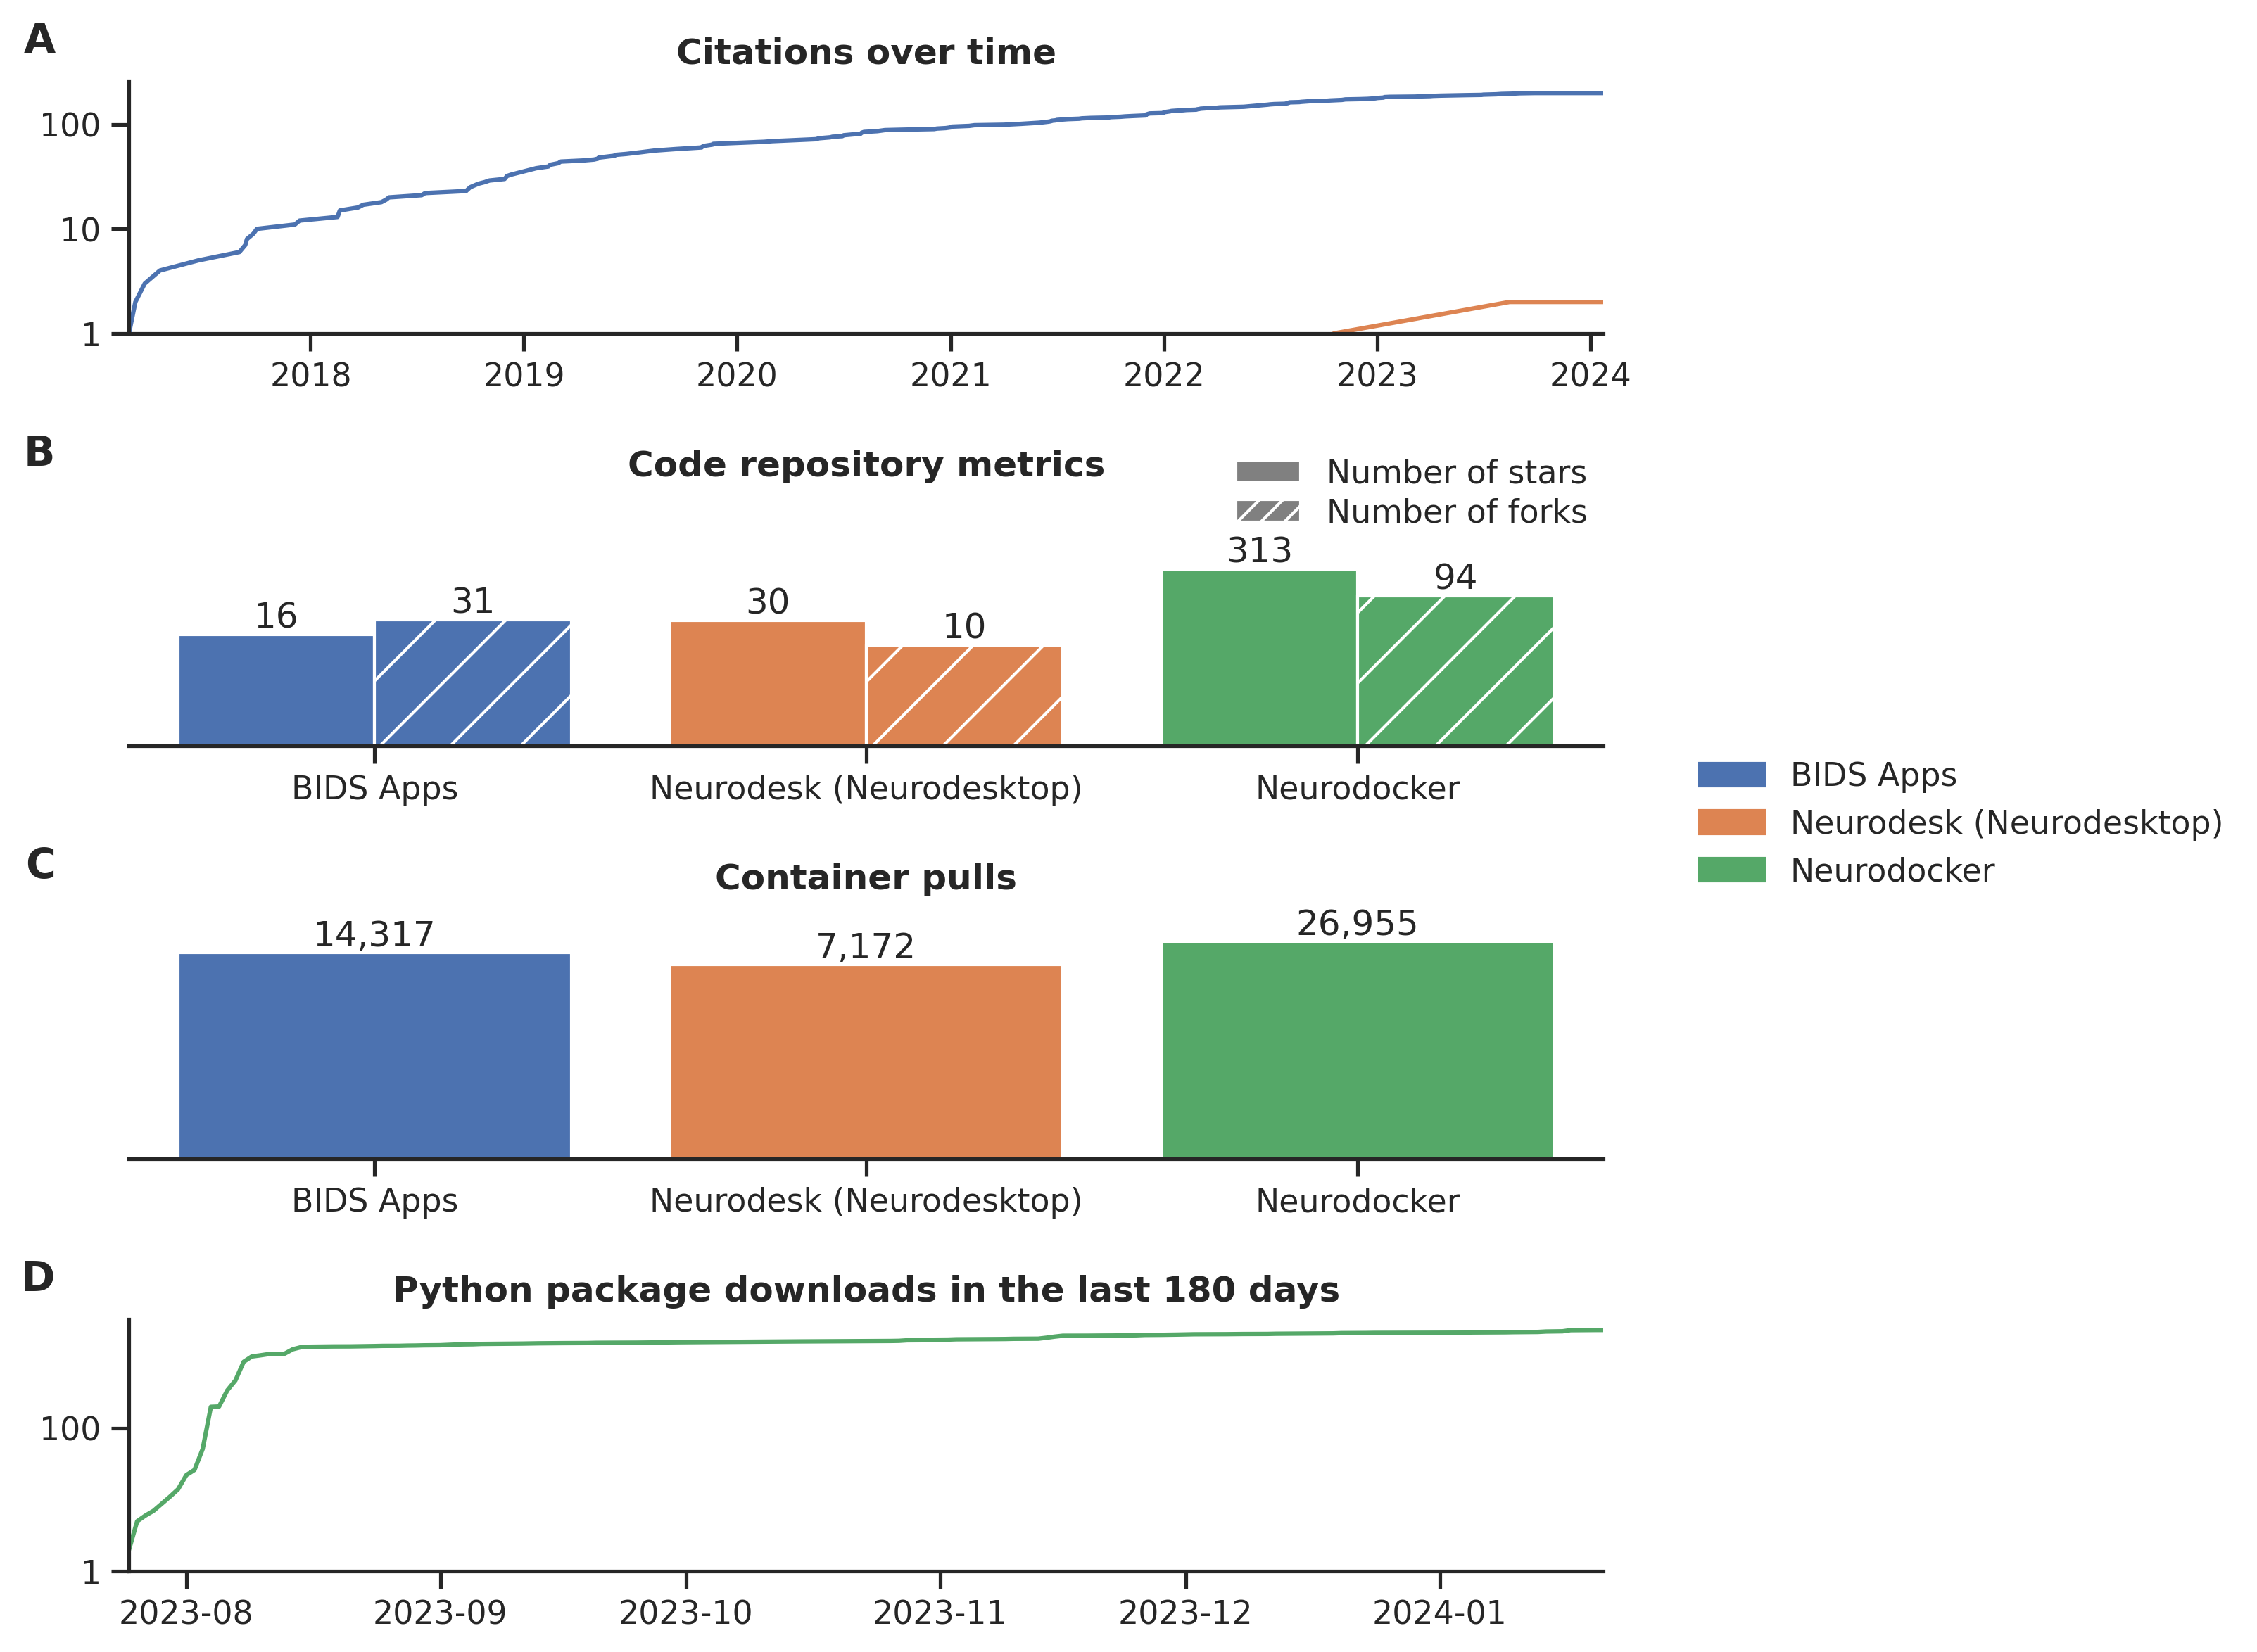 A
Citations over time
100
10
1
2018 2019 2020 2021 2022 2023 2024
B
Code repository metrics
Number of stars
Number of forks
16 31 30 10 313 94
BIDS Apps Neurodesk (Neurodesktop) Neurodocker
BIDS Apps
Neurodesk (Neurodesktop)
Neurodocker
C
Container pulls
14,317 7,172 26,955
BIDS Apps Neurodesk (Neurodesktop) Neurodocker
D
Python package downloads in the last 180 days
100
1
2023-08 2023-09 2023-10 2023-11 2023-12 2024-01